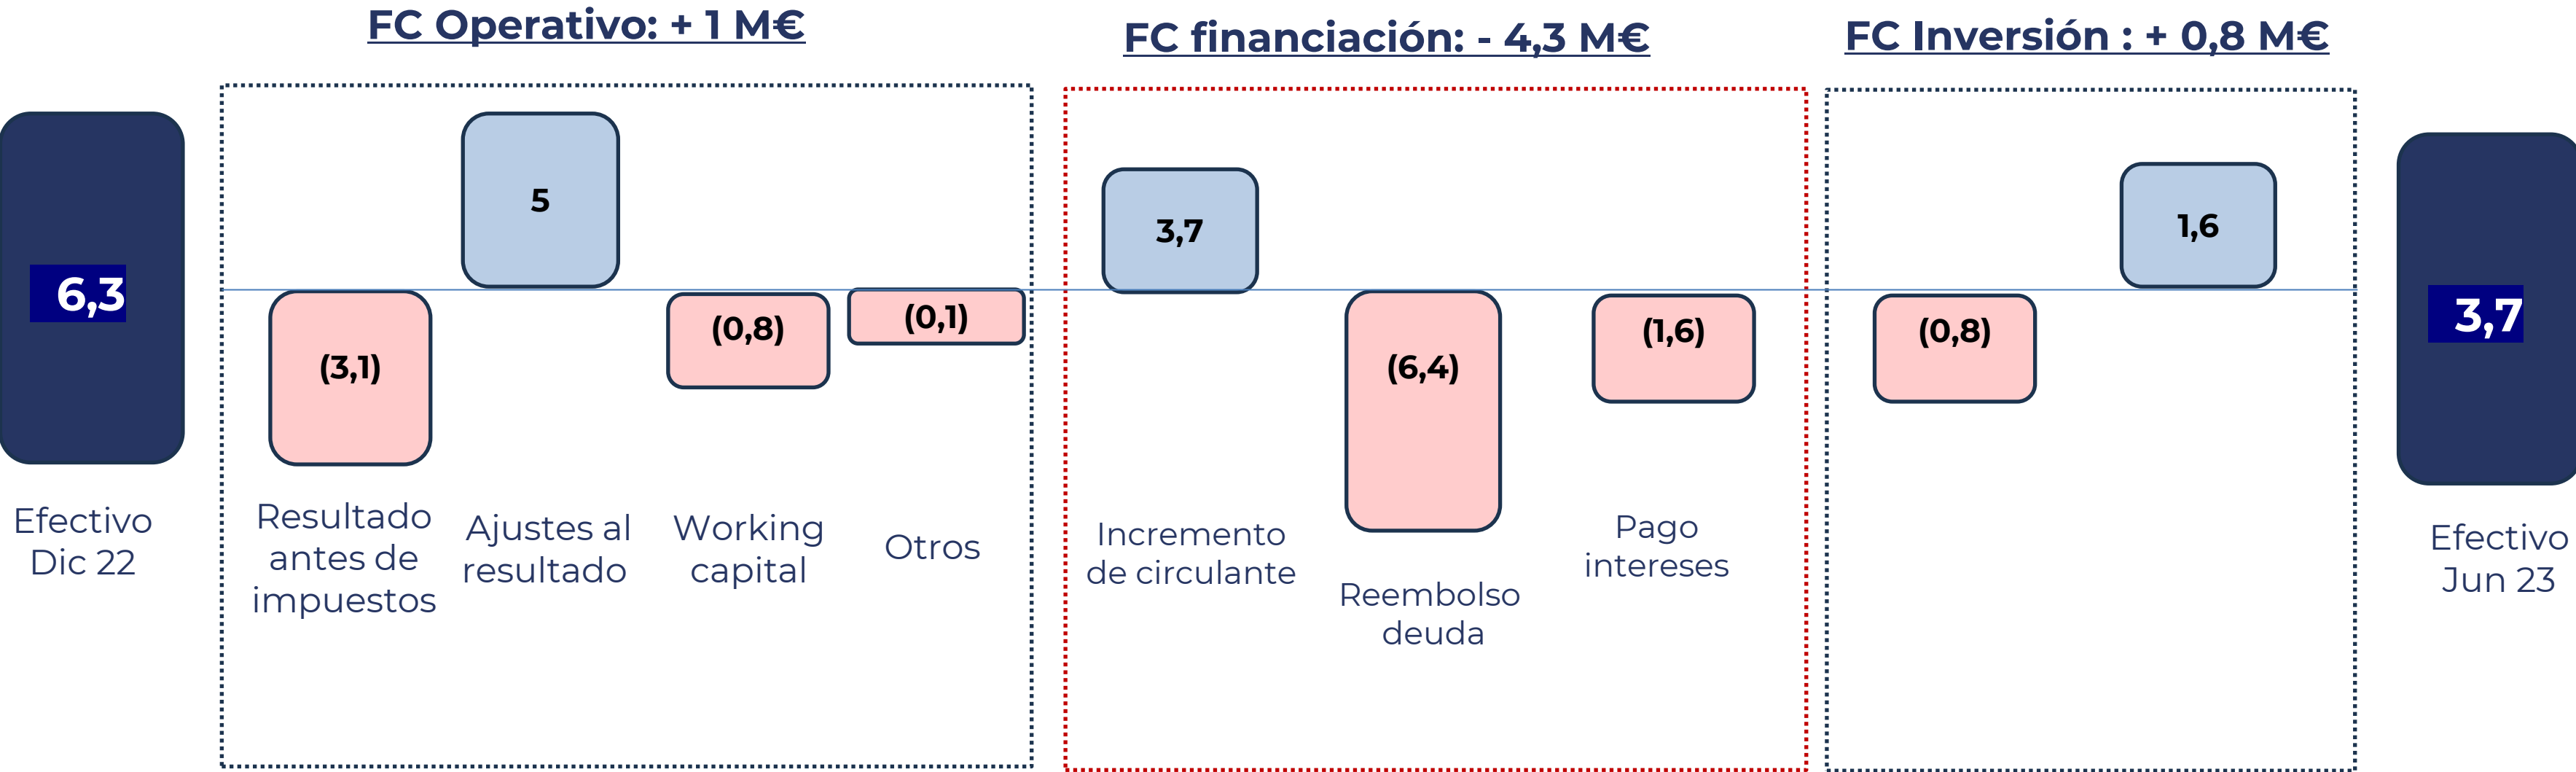 FC Operativo: + 1 M€
FC financiación: - 4,3 M€
FC Inversión : + 0,8 M€
6,3
Efectivo
Dic 22
(3,1)
Resultado
antes de
impuestos
5
Ajustes al
resultado
(0,8)
Working
capital
(0,1)
Otros
3,7
Incremento
de circulante
(6,4)
Reembolso
deuda
(1,6)
Pago
intereses
(0,8)
1,6
3,7
Efectivo
Jun 23